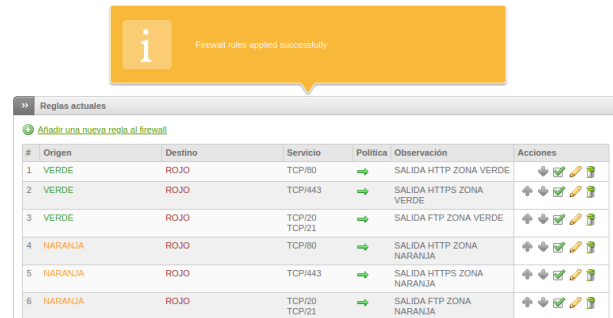 i
Firewall rules applied successfully
Reglas actuales
Añadir una nueva regla al firewall
# Origen Destino Servicio Política Observación Acciones
1 VERDE ROJO TCP/80 SALIDA HTTP ZONA VERDE
2 VERDE ROJO TCP/443 SALIDA HTTPS ZONA
VERDE
3 VERDE ROJO TCP/20 SALIDA FTP ZONA VERDE
TCP/21
4 NARANJA ROJO TCP/80 SALIDA HTTP ZONA
NARANJA
5 NARANJA ROJO TCP/443 SALIDA HTTPS ZONA
NARANJA
6 NARANJA ROJO TCP/20 SALIDA FTP ZONA
TCP/21 NARANJA